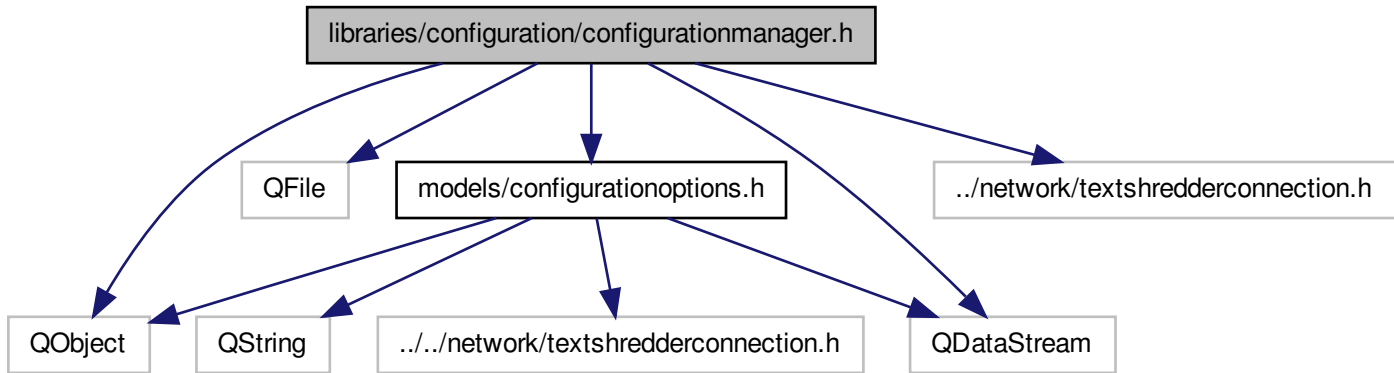 libraries/configuration/configurationmanager.h
QFile
models/configurationoptions.h
../network/textshredderconnection.h
QObject
QString
../../network/textshredderconnection.h
QDataStream